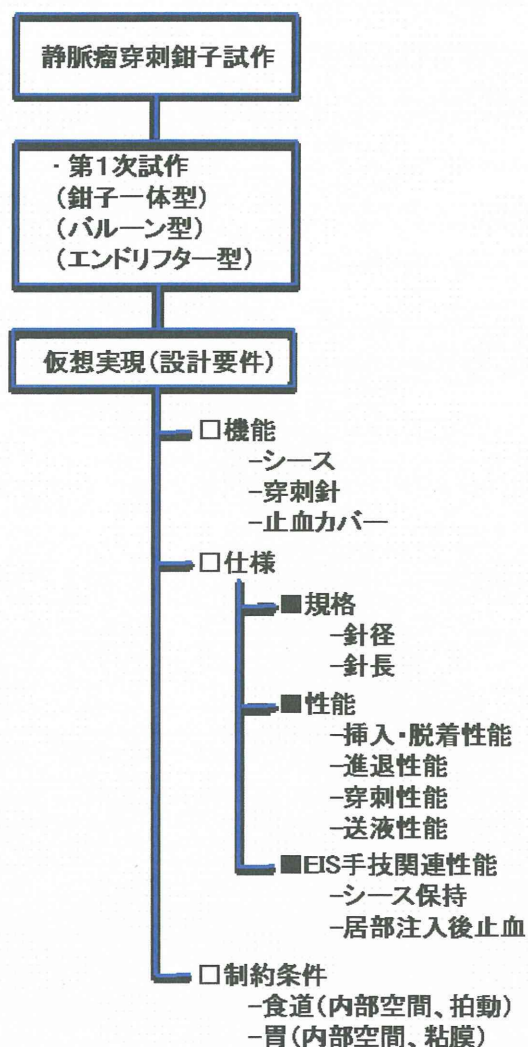 静脈瘤穿刺鉗子試作
・第1次試作
(鉗子一体型)
(バルーン型)
(エンドリフター型)
仮想実現(設計要件)
□機能
-シース
-穿刺針
-止血カバー
□仕様
■規格
-針径
-針長
■性能
-挿入・脱着性能
-進退性能
-穿刺性能
-送液性能
■EIS手技関連性能
-シース保持
-居部注入後止血
□制約条件
-食道(内部空間、拍動)
-胃(内部空間、粘膜)